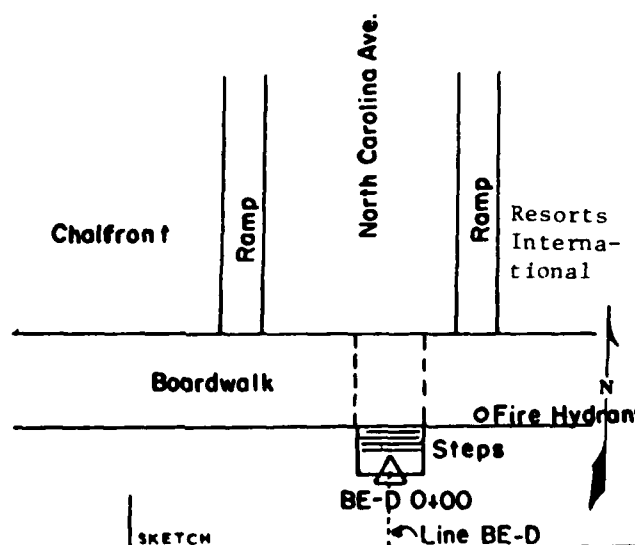 North Carolina Ave.
Ramp
Ramp
Chalfront
Resorts
Interna-
tional
Boardwalk
N
Fire Hydrant
Steps
BE-D 0+00
Line BE-D
SKETCH